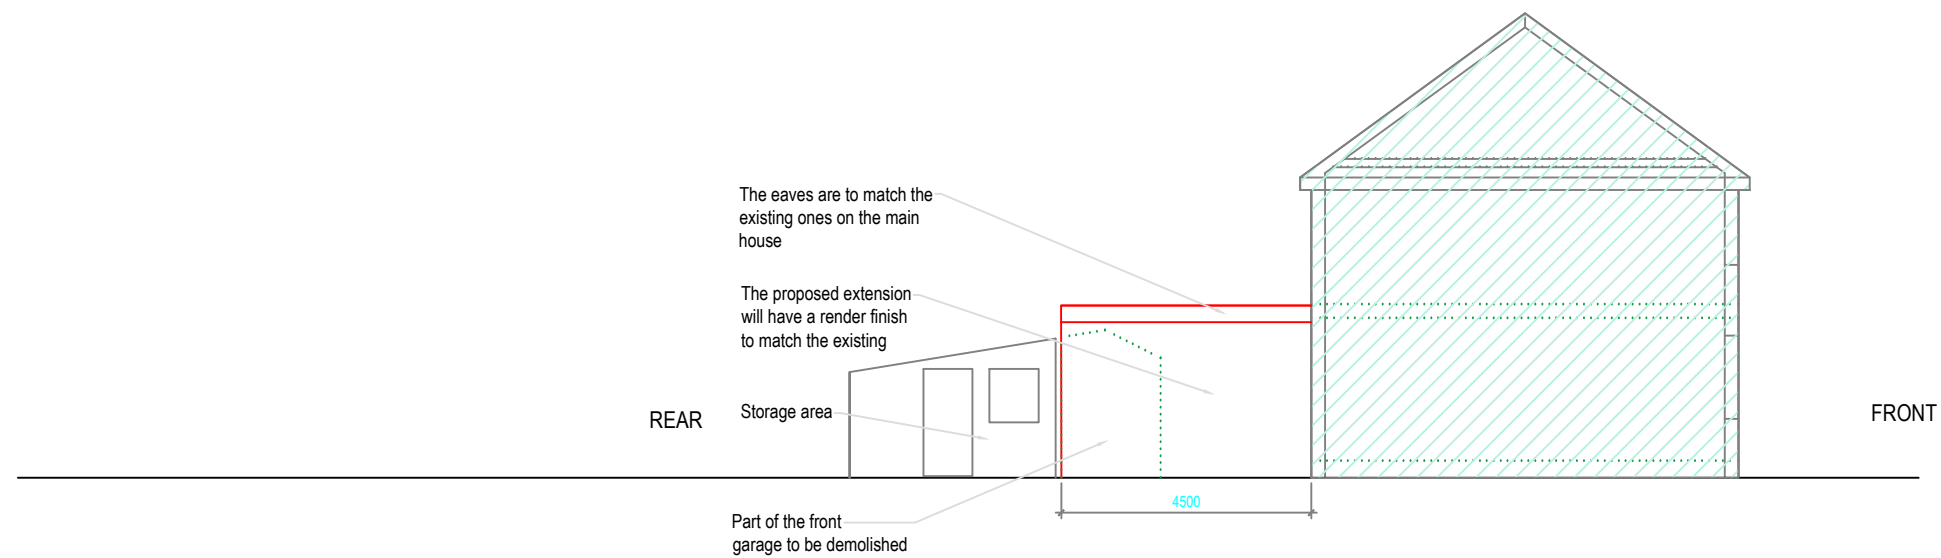 The eaves are to match the
existing ones on the main
house
The proposed extension
will have a render finish
to match the existing
REAR
Storage area
FRONT
4500
Part of the front
garage to be demolished